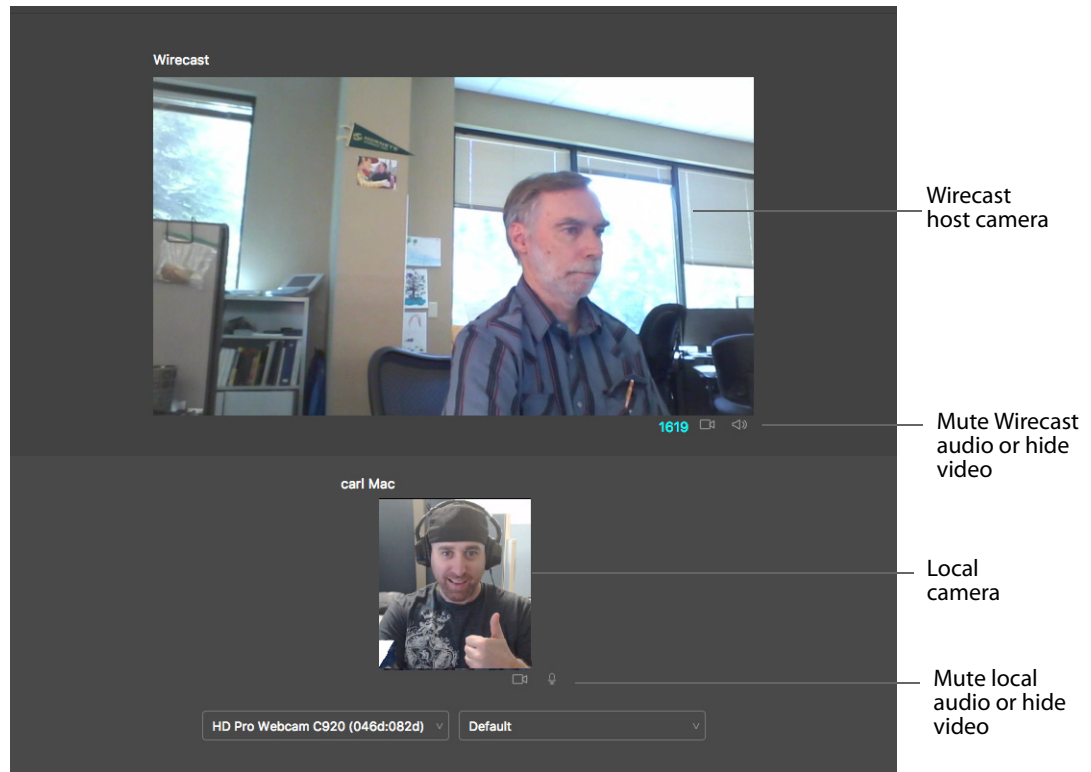 Wirecast
Wirecast
host camera
1619
Mute Wirecast
audio or hide
video
carl Mac
Local
camera
Mute local
audio or hide
video
HD Pro Webcam C920 (046d:082d)
Default